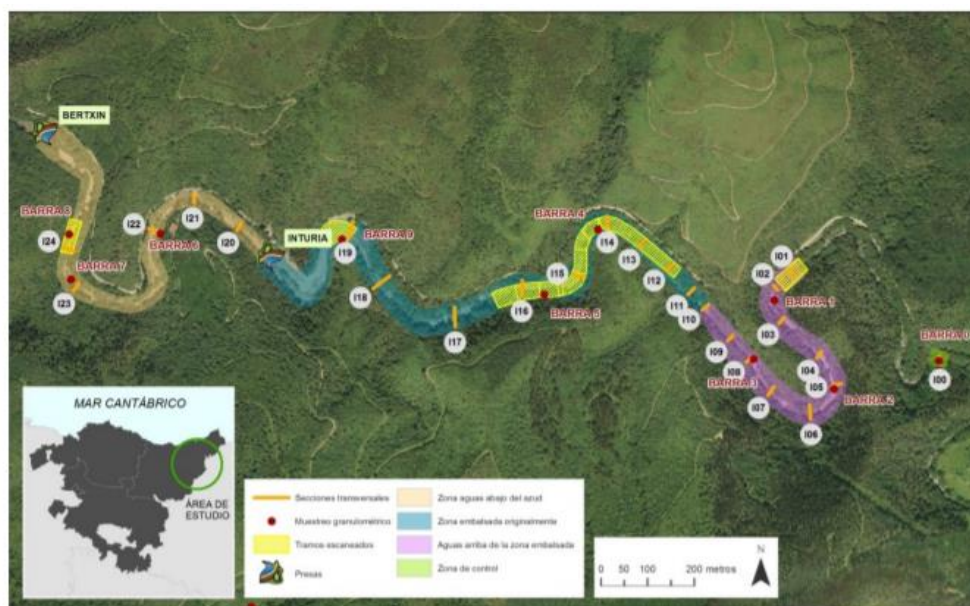 BERTXIN
BARRA 8
I24
BARRA 7
I23
I22
BARRA 6
I21
I20
INTURIA
I19
BARRA 9
I18
I17
I16
BARRA 5
I15
BARRA 4
I14
I13
I12
I11
I10
I09
I08
BARRA 3
I07
I06
I05
BARRA 2
I04
I03
BARRA 1
I02
I01
BARRA 0
I00
MAR CANTÁBRICO
ÁREA DE
ESTUDIO
Secciones transversales
Muestreo granulométrico
Tramos escaneados
Presas
Zona aguas abajo del azud
Zona embalsada originalmente
Aguas arriba de la zona embalsada
Zona de control
N
0 50 100 200 metros